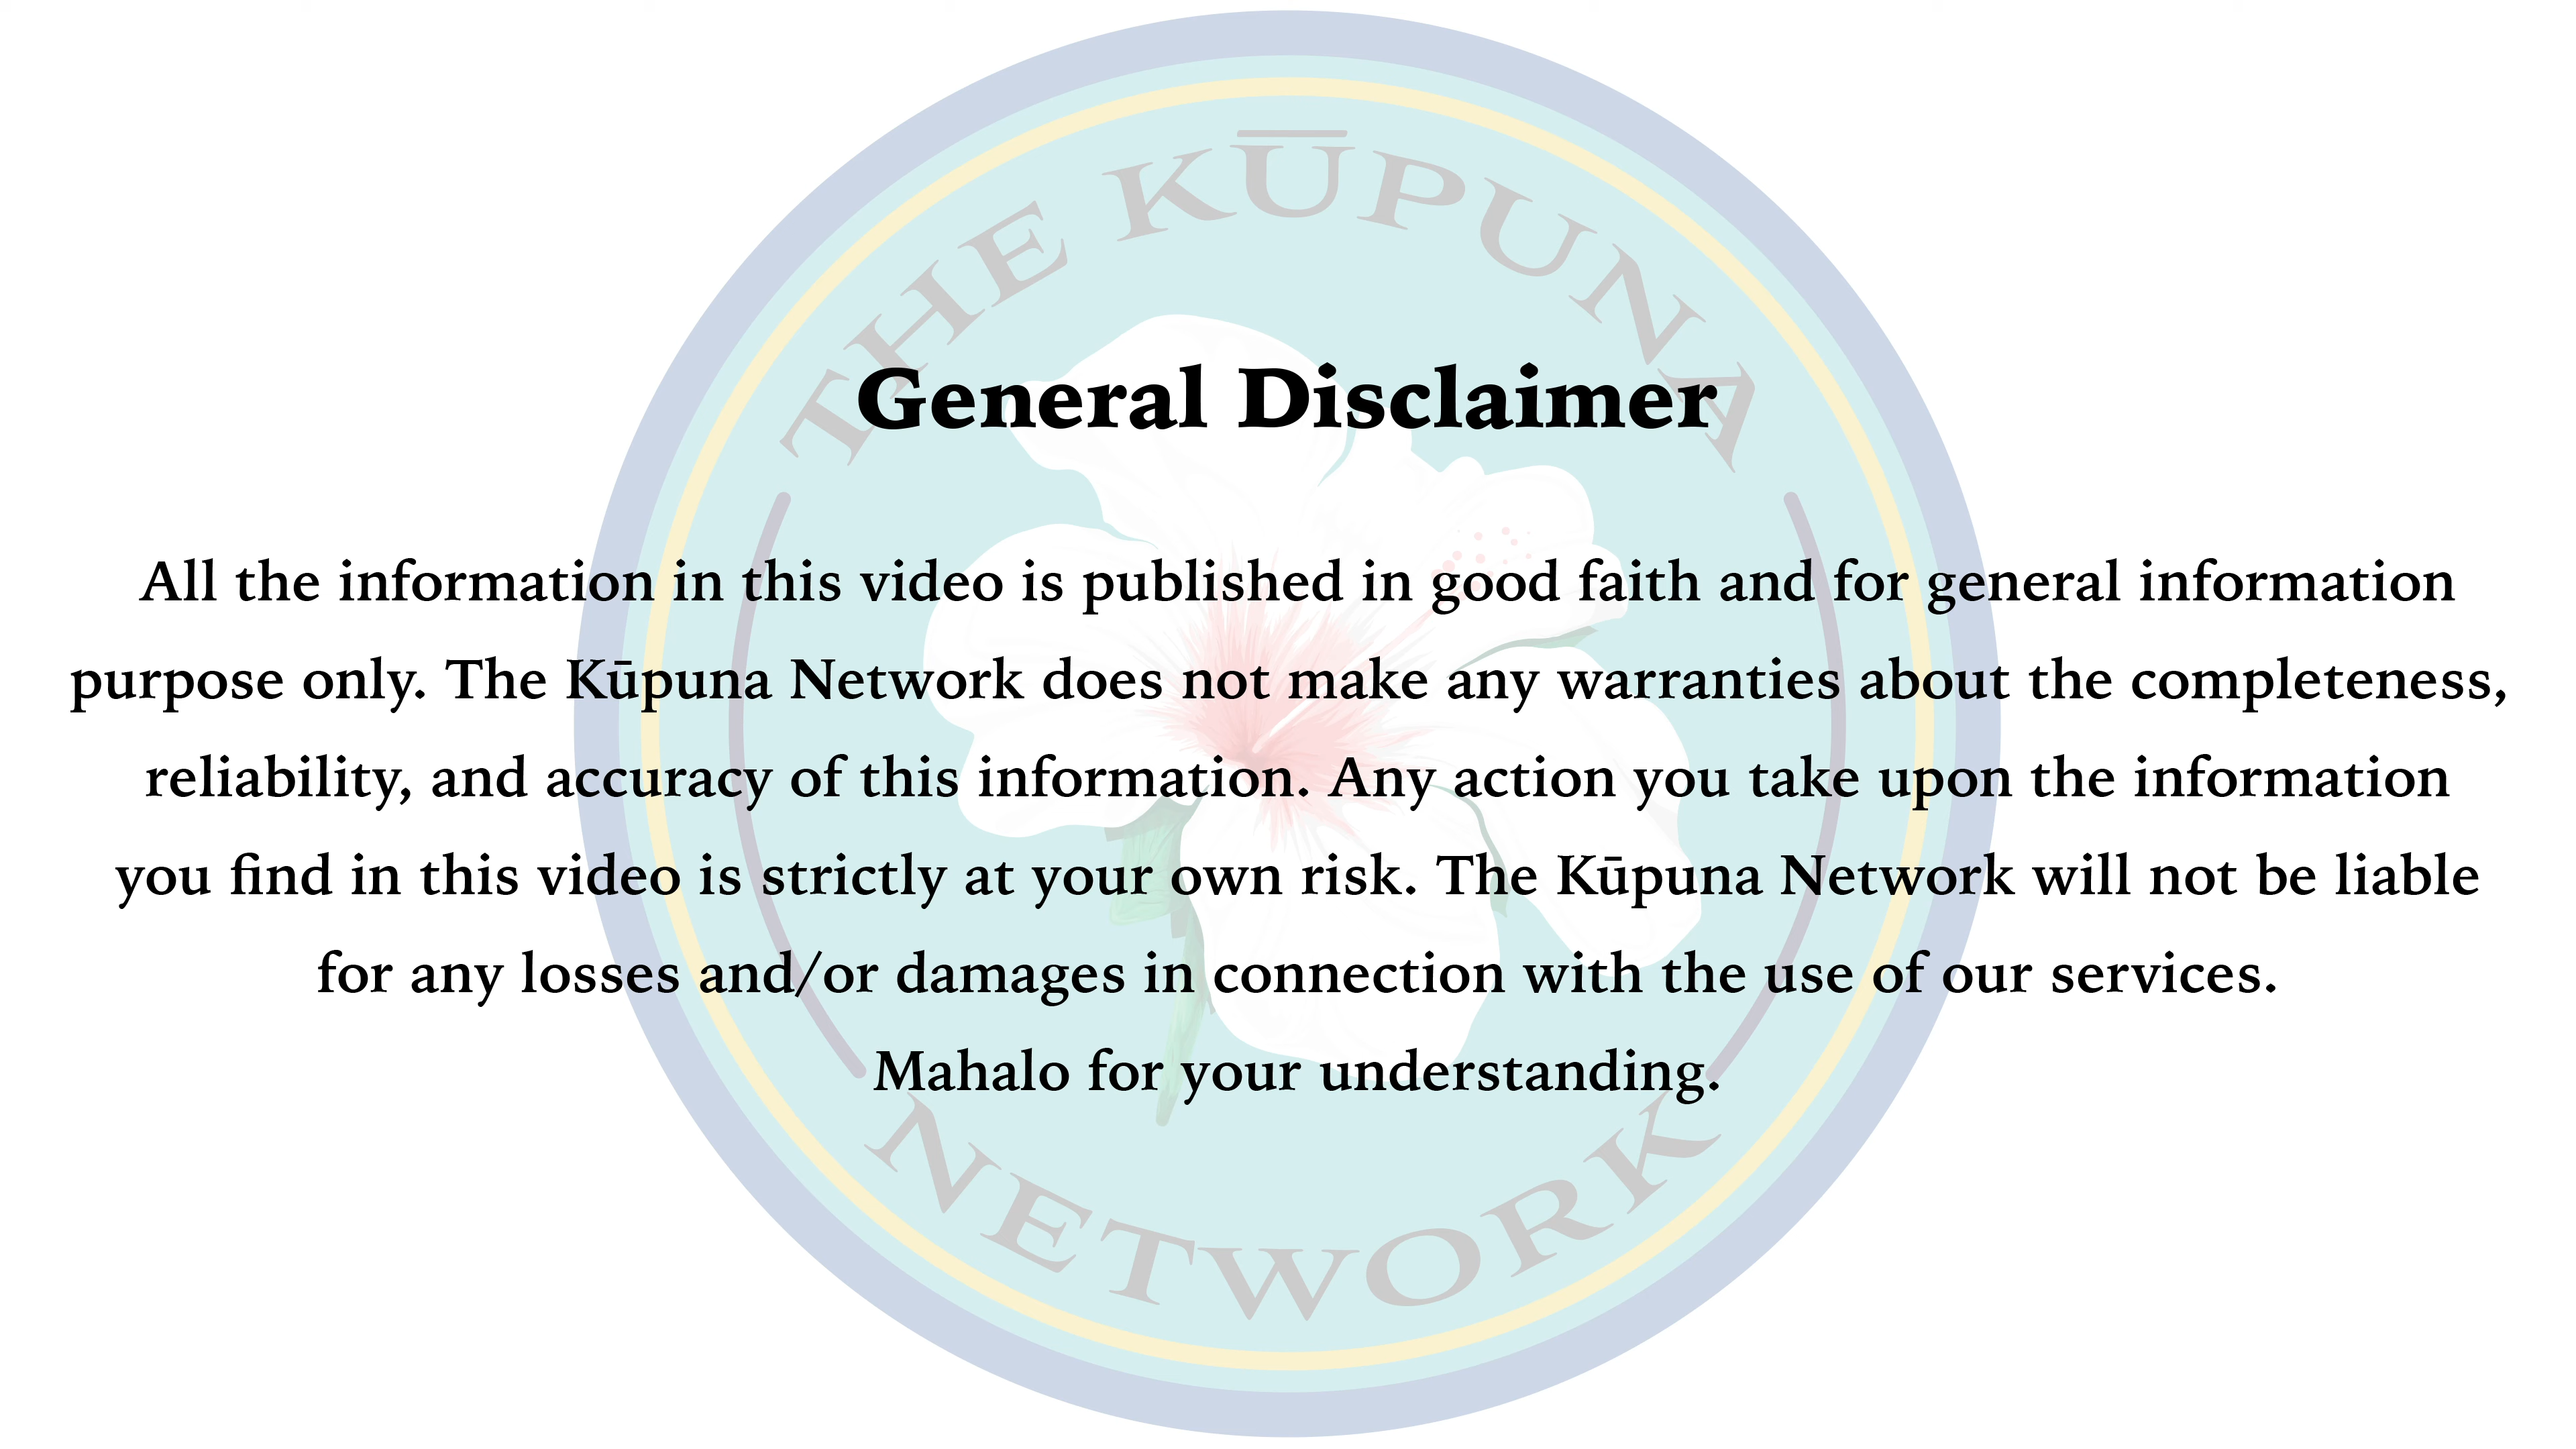 THE KŪPUNA
General Disclaimer
All the information in this video is published in good faith and for general information
purpose only. The Kūpuna Network does not make any warranties about the completeness,
reliability, and accuracy of this information. Any action you take upon the information
you find in this video is strictly at your own risk. The Kūpuna Network will not be liable
for any losses and/or damages in connection with the use of our services.
Mahalo for your understanding.
NETWORK